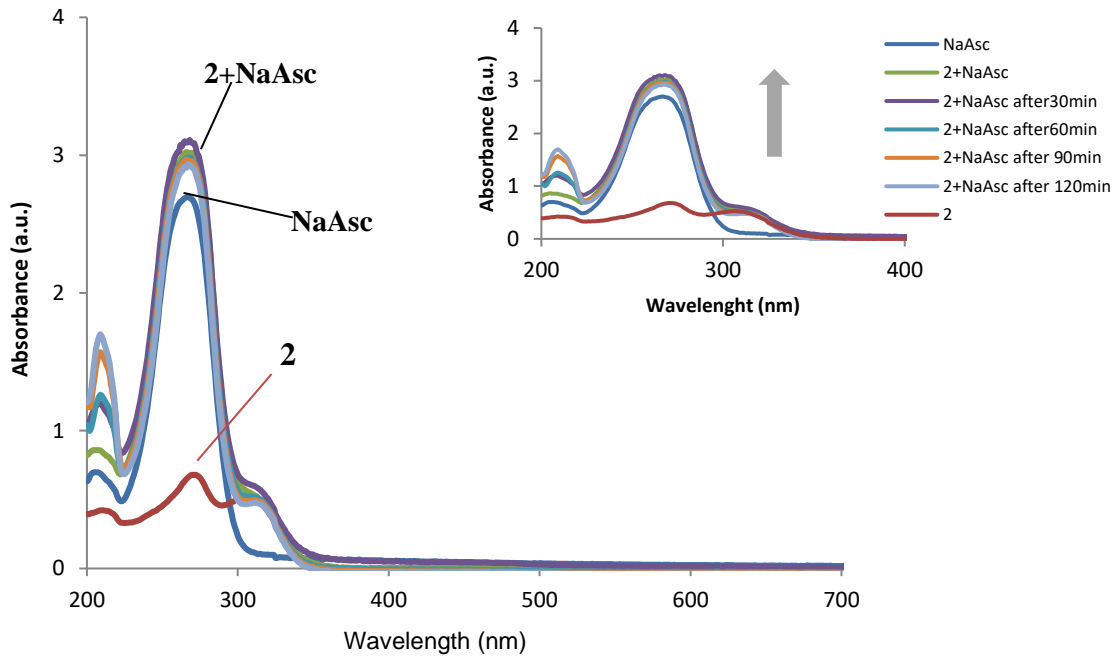 4
3
2
1
0
200
300
400
500
600
700
Absorbance (a.u.)
Wavelength (nm)
2+NaAsc
NaAsc
2
4
3
2
1
0
200
300
400
Absorbance (a.u.)
Wavelenght (nm)
NaAsc
2+NaAsc
2+NaAsc after30min
2+NaAsc after60min
2+NaAsc after 90min
2+NaAsc after 120min
2